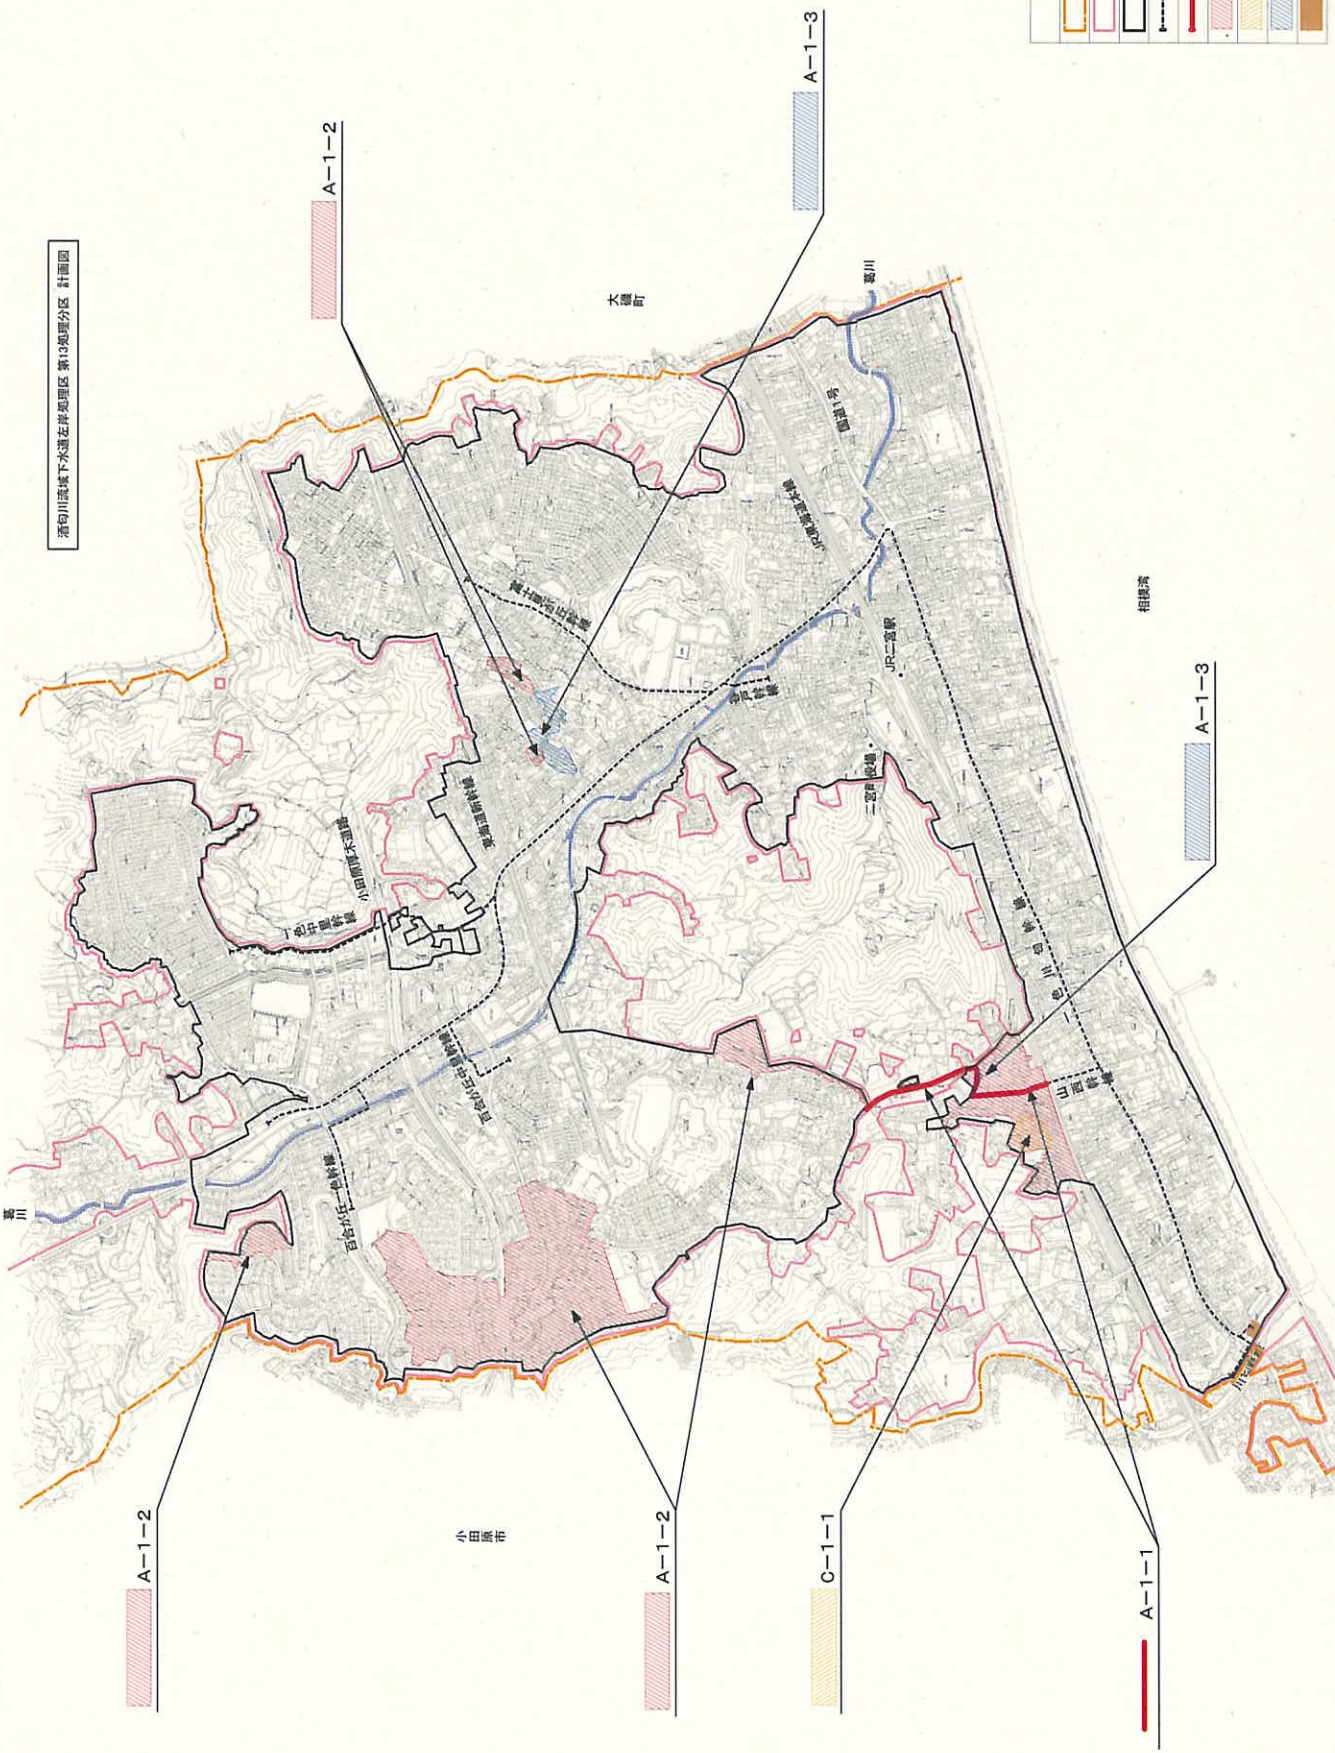 酒匂川流域下水道左岸処理区 第13処理分区 計画図
A-1-2
A-1-3
大磯町
葛川
国道1号
JR東海道本線
富士見が丘幹線
JR二宮駅
二宮町役場
相模湾
東海道新幹線
小田原厚木道路
一色中里幹線
A-1-3
一色川匂幹線
百合が丘中里幹線
山西幹線
百合が丘一色幹線
葛川
A-1-2
小田原市
A-1-2
C-1-1
A-1-1